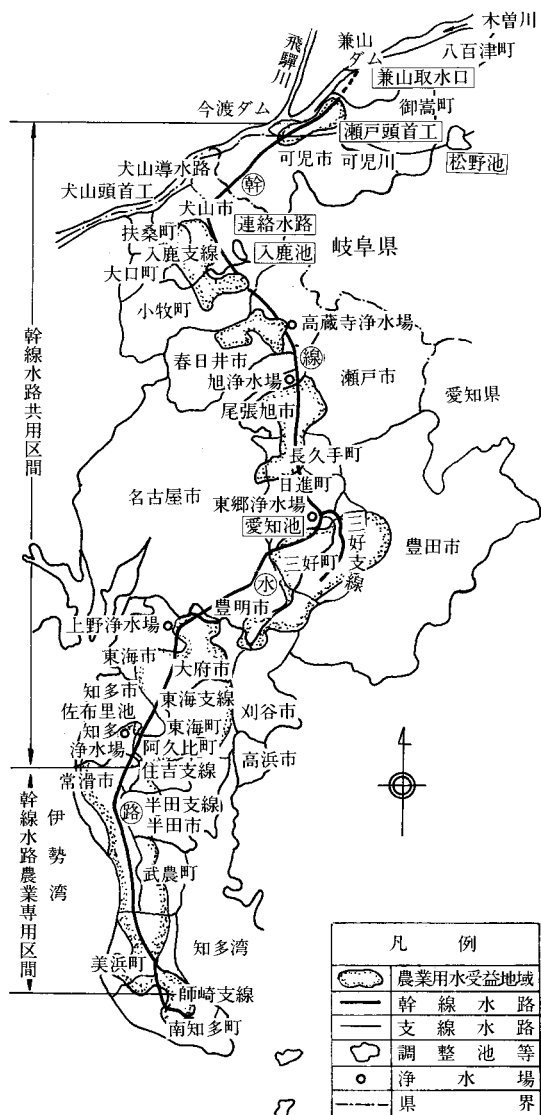 木曽川
飛驒川
兼山
ダム
八百津町
兼山取水口
今渡ダム
御嵩町
瀬戸頭首工
犬山導水路
可児市
可児川
松野池
犬山頭首工
幹
犬山市
連絡水路
扶桑町
入鹿支線
入鹿池
岐阜県
大口町
小牧町
高蔵寺浄水場
春日井市
線
旭浄水場
瀬戸市
愛知県
尾張旭市
幹線水路共用区間
長久手町
名古屋市
日進町
東郷浄水場
愛知池
三好支線
三好町
豊田市
水
豊明市
上野浄水場
東海市
大府市
知多市
東海支線
佐布里池
刈谷市
知多
浄水場
東海町
阿久比町
高浜市
常滑市
住吉支線
半田支線
路
半田市
伊勢湾
幹線水路農業専用区間
武農町
知多湾
美浜町
師崎支線
南知多町
凡例
農業用水受益地域
幹線水路
支線水路
調整池等
浄水場
県界